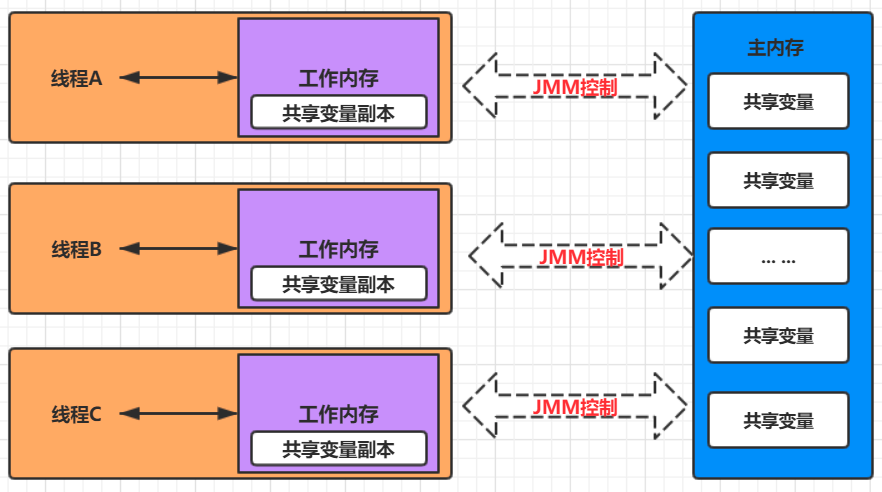 主内存
线程A
工作内存
共享变量副本
JMM控制
共享变量
共享变量
线程B
工作内存
共享变量副本
JMM控制
... ...
共享变量
线程C
工作内存
共享变量副本
JMM控制
共享变量